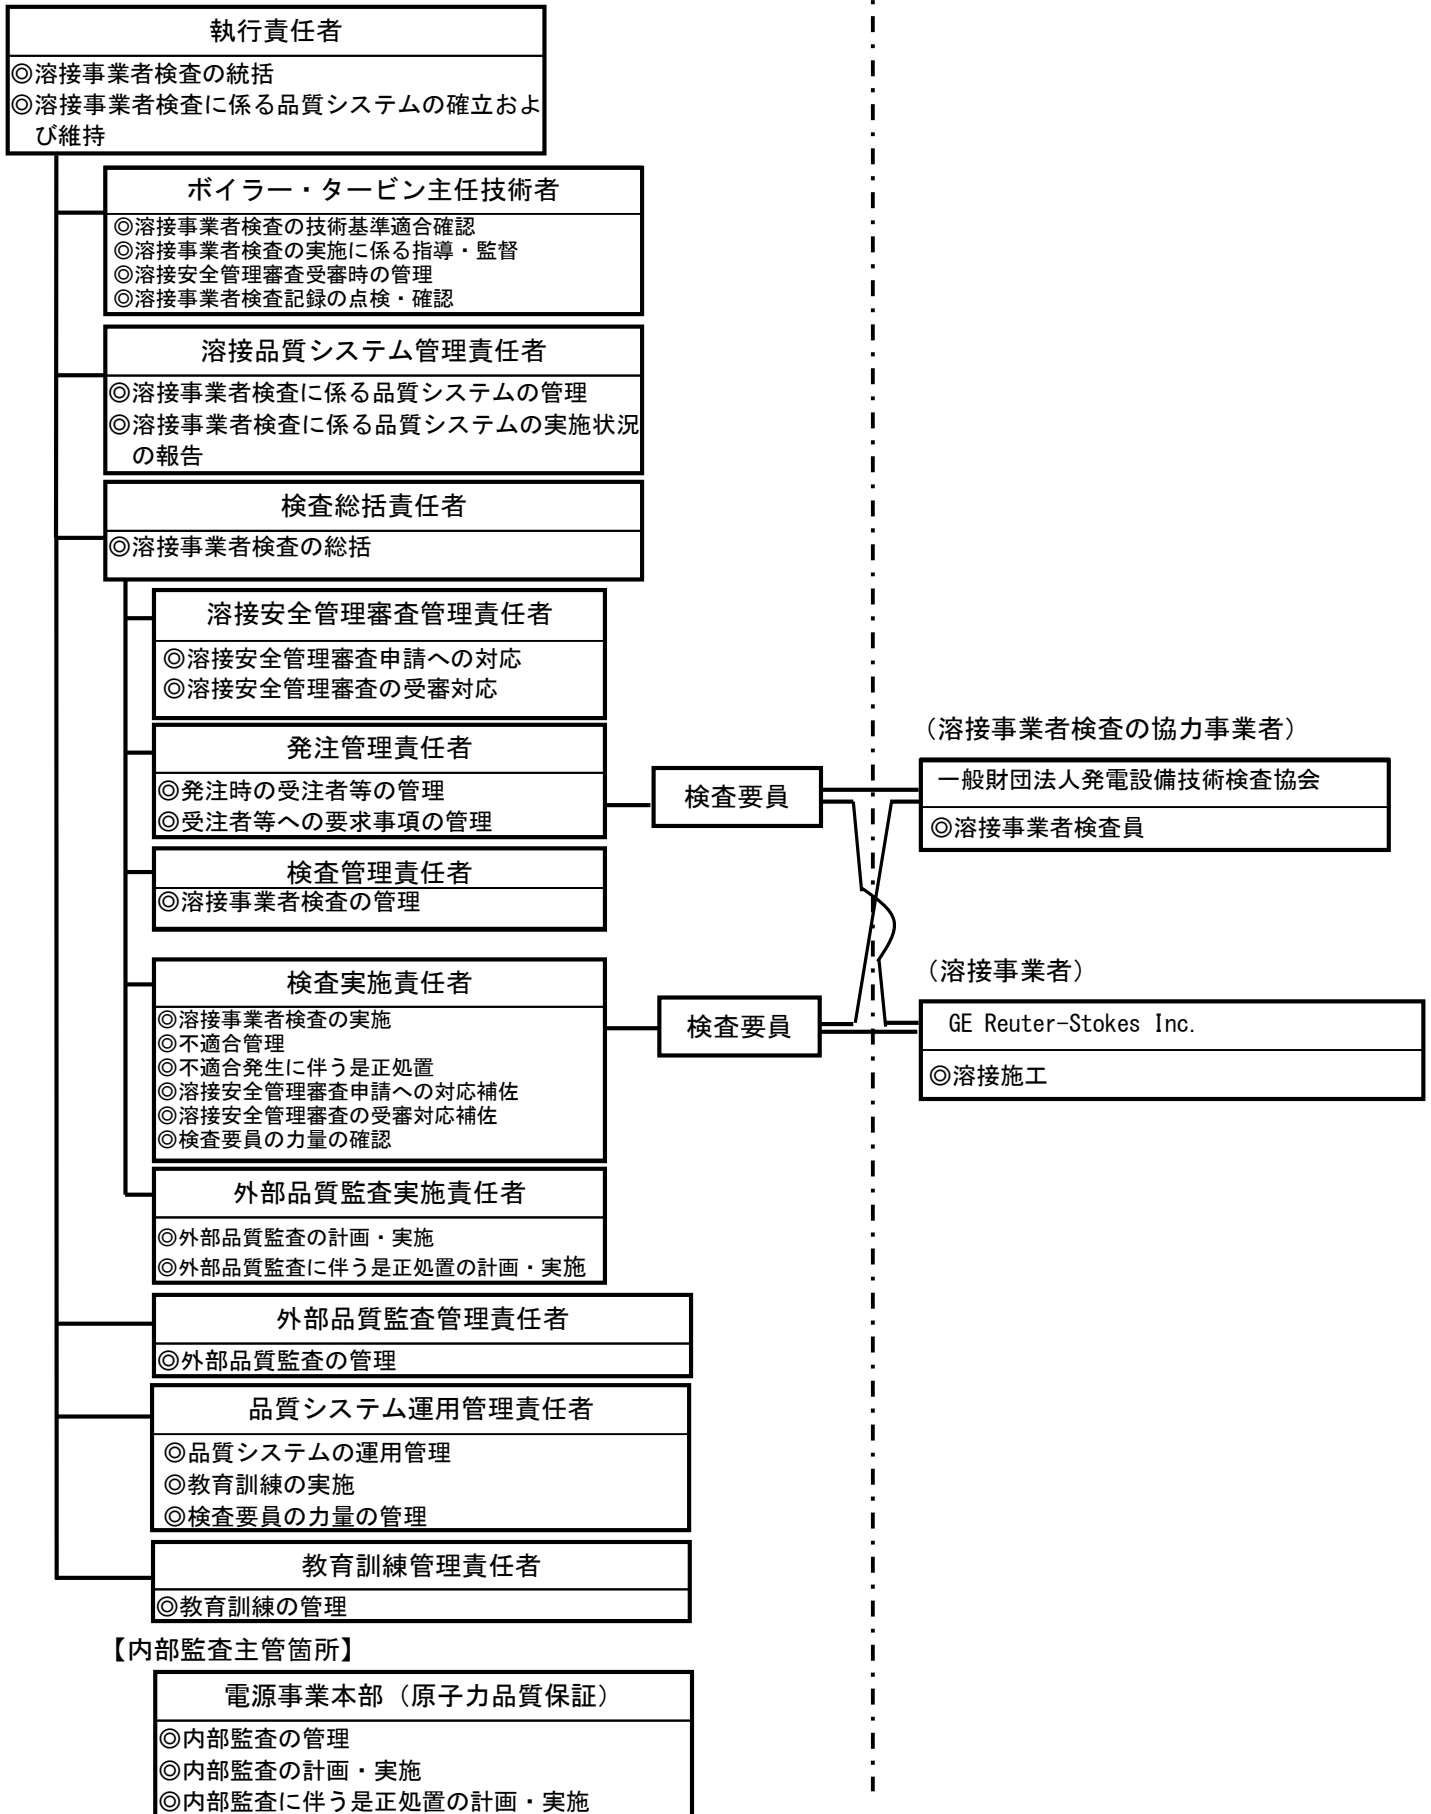 執行責任者
◎溶接事業者検査の統括
◎溶接事業者検査に係る品質システムの確立およ
び維持
ボイラー・タービン主任技術者
◎溶接事業者検査の技術基準適合確認
◎溶接事業者検査の実施に係る指導・監督
◎溶接安全管理審査受審時の管理
◎溶接事業者検査記録の点検・確認
溶接品質システム管理責任者
◎溶接事業者検査に係る品質システムの管理
◎溶接事業者検査に係る品質システムの実施状況
の報告
検査総括責任者
◎溶接事業者検査の総括
溶接安全管理審査管理責任者
◎溶接安全管理審査申請への対応
◎溶接安全管理審査の受審対応
発注管理責任者
◎発注時の受注者等の管理
◎受注者等への要求事項の管理
検査要員
(溶接事業者検査の協力事業者)
一般財団法人発電設備技術検査協会
◎溶接事業者検査員
検査管理責任者
◎溶接事業者検査の管理
検査実施責任者
◎溶接事業者検査の実施
◎不適合管理
◎不適合発生に伴う是正処置
◎溶接安全管理審査申請への対応補佐
◎溶接安全管理審査の受審対応補佐
◎検査要員の力量の確認
検査要員
(溶接事業者)
GE Reuter-Stokes Inc.
◎溶接施工
外部品質監査実施責任者
◎外部品質監査の計画・実施
◎外部品質監査に伴う是正処置の計画・実施
外部品質監査管理責任者
◎外部品質監査の管理
品質システム運用管理責任者
◎品質システムの運用管理
◎教育訓練の実施
◎検査要員の力量の管理
教育訓練管理責任者
◎教育訓練の管理
【内部監査主管箇所】
電源事業本部(原子力品質保証)
◎内部監査の管理
◎内部監査の計画・実施
◎内部監査に伴う是正処置の計画・実施